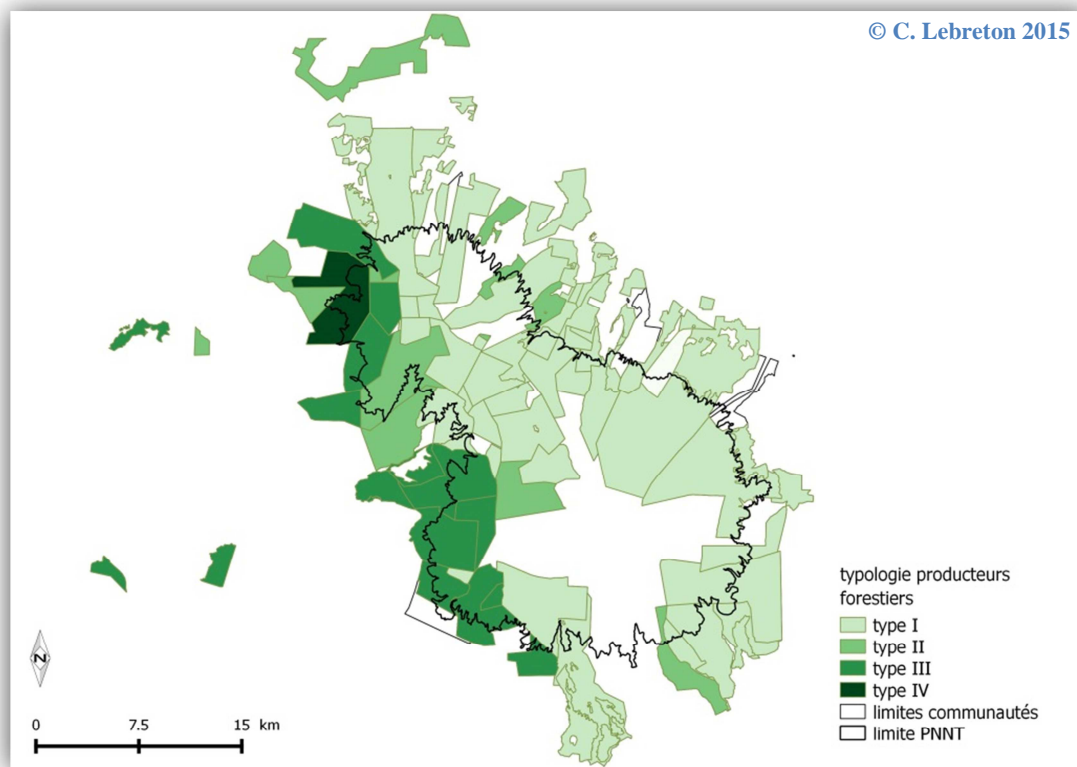 © C. Lebreton 2015
typologie producteurs
forestiers
type I
type II
type III
type IV
limites communautés
limite PNNT
N
0 7.5 15 km